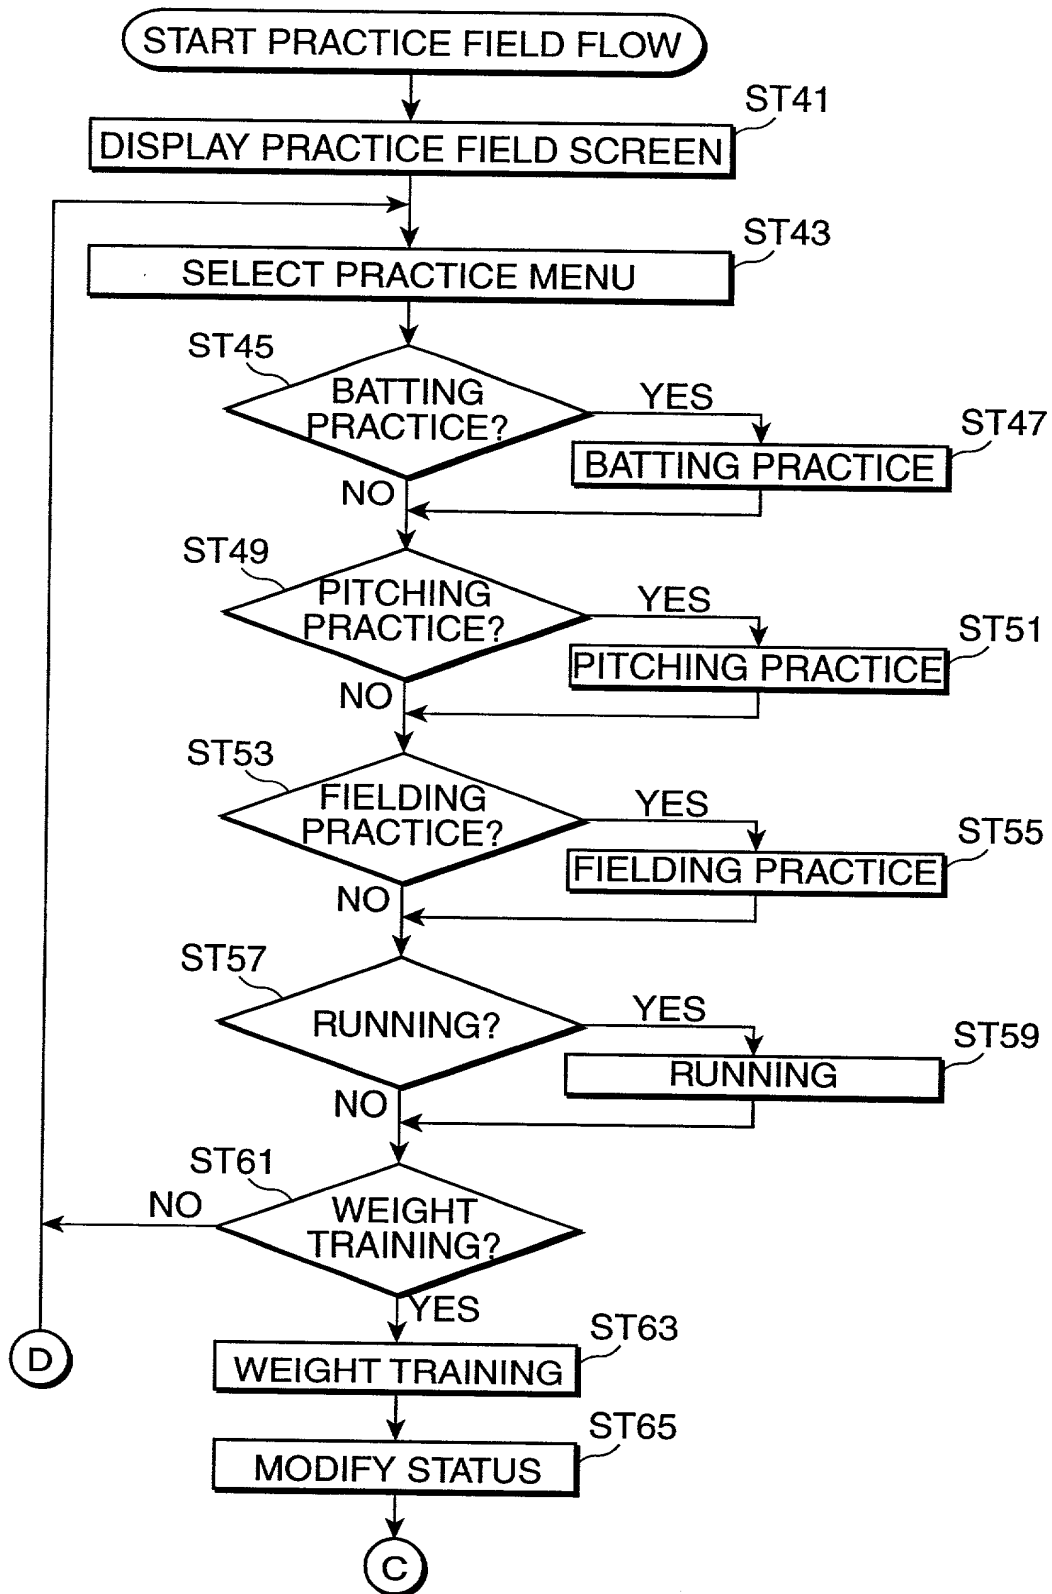 START PRACTICE FIELD FLOW
ST41
DISPLAY PRACTICE FIELD SCREEN
ST43
SELECT PRACTICE MENU
ST45
BATTING
PRACTICE?
YES
ST47
BATTING PRACTICE
NO
ST49
PITCHING
PRACTICE?
YES
ST51
PITCHING PRACTICE
NO
ST53
FIELDING
PRACTICE?
YES
ST55
FIELDING PRACTICE
NO
ST57
RUNNING?
YES
ST59
RUNNING
NO
ST61
NO
WEIGHT
TRAINING?
YES
ST63
D
WEIGHT TRAINING
ST65
MODIFY STATUS
C